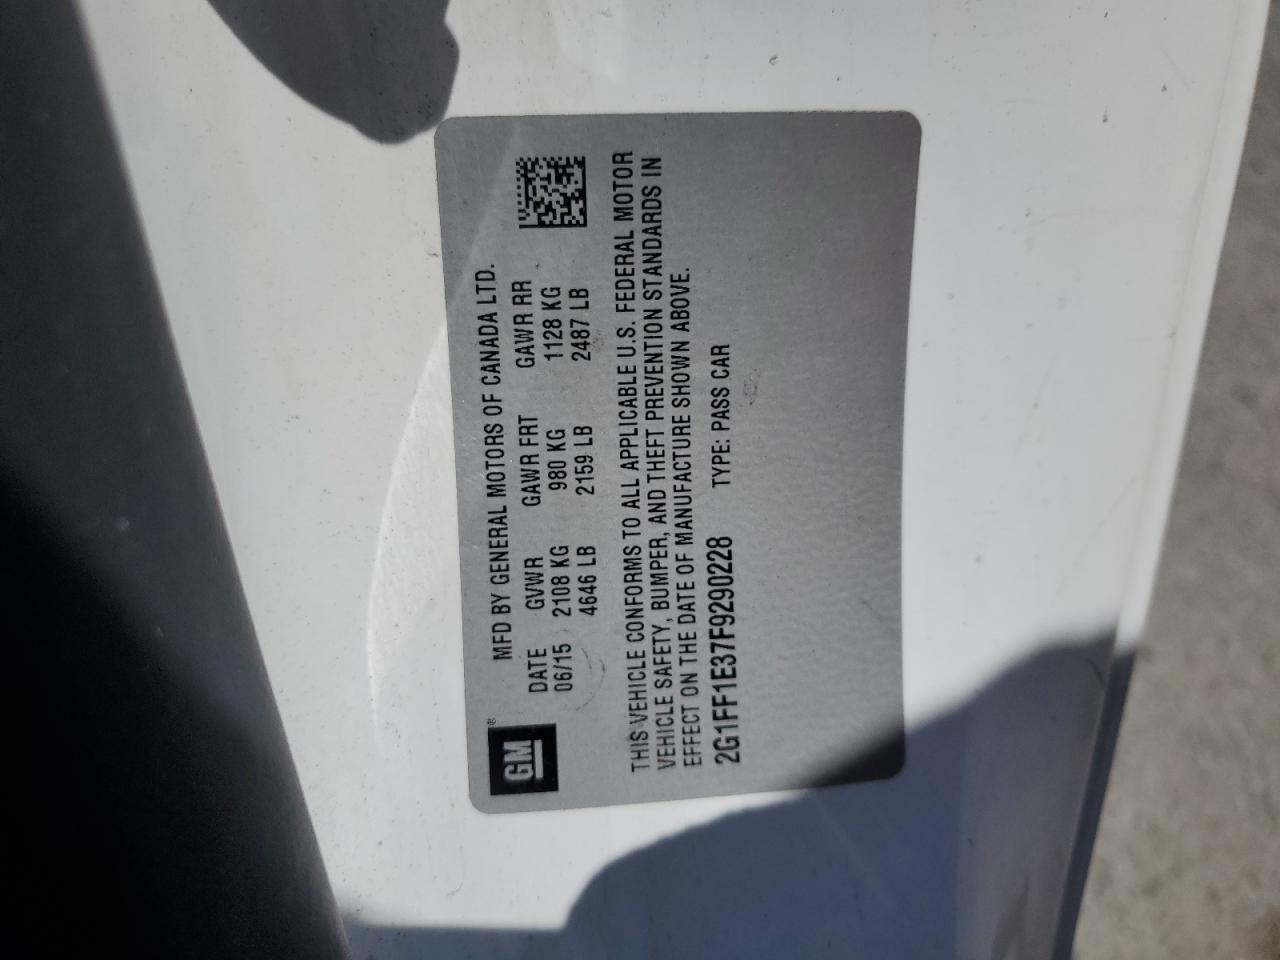 GM ®
MFD BY GENERAL MOTORS OF CANADA LTD.
DATE GVWR GAWR FRT GAWR RR
06/15 2108 KG 980 KG 1128 KG
4646 LB 2159 LB 2487 LB
THIS VEHICLE CONFORMS TO ALL APPLICABLE U.S. FEDERAL MOTOR
VEHICLE SAFETY, BUMPER, AND THEFT PREVENTION STANDARDS IN
EFFECT ON THE DATE OF MANUFACTURE SHOWN ABOVE.
2G1FF1E37F9290228 TYPE: PASS CAR